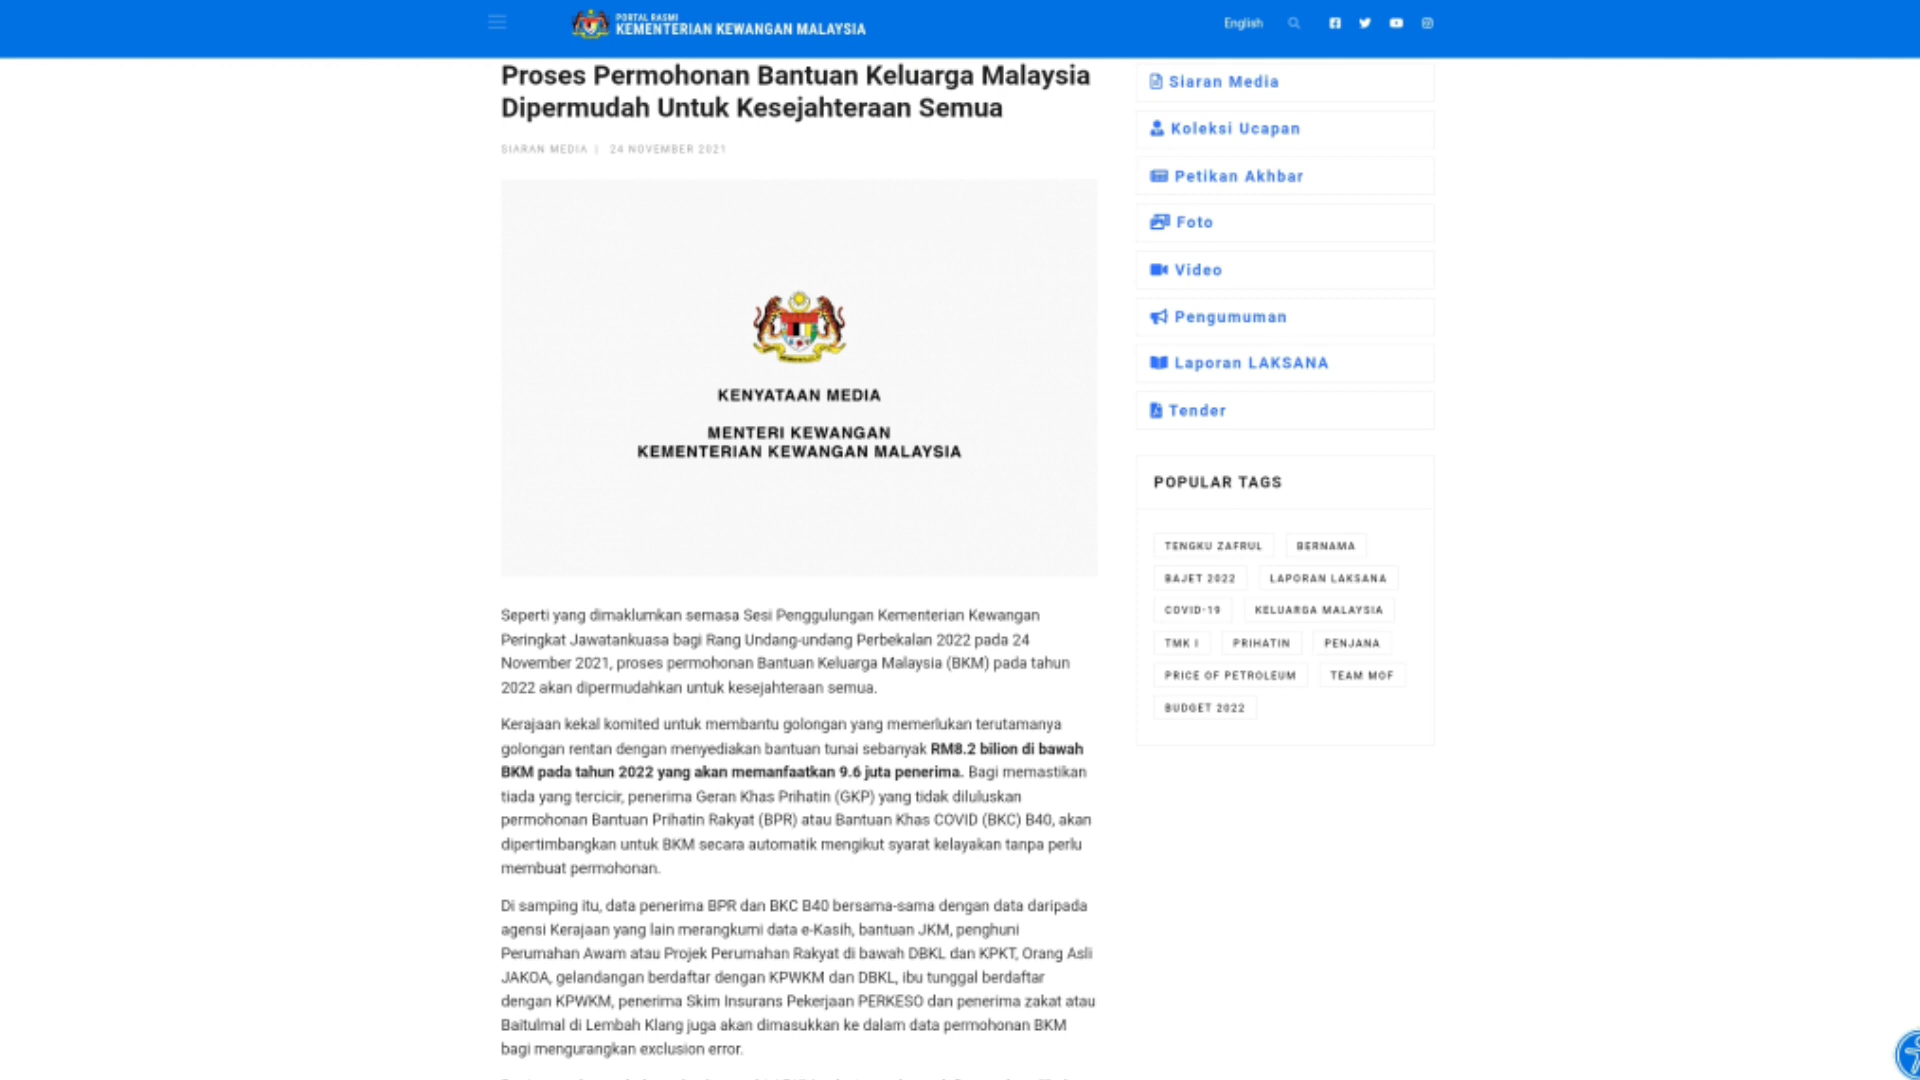 PORTAL RASMI
KEMENTERIAN KEWANGAN MALAYSIA
English
Proses Permohonan Bantuan Keluarga Malaysia
Dipermudah Untuk Kesejahteraan Semua
SIARAN MEDIA | 24 NOVEMBER 2021
KENYATAAN MEDIA
MENTERI KEWANGAN
KEMENTERIAN KEWANGAN MALAYSIA
Seperti yang dimaklumkan semasa Sesi Penggulungan Kementerian Kewangan
Peringkat Jawatankuasa bagi Rang Undang-undang Perbekalan 2022 pada 24
November 2021, proses permohonan Bantuan Keluarga Malaysia (BKM) pada tahun
2022 akan dipermudahkan untuk kesejahteraan semua.
Kerajaan kekal komited untuk membantu golongan yang memerlukan terutamanya
golongan rentan dengan menyediakan bantuan tunai sebanyak RM8.2 bilion di bawah
BKM pada tahun 2022 yang akan memanfaatkan 9.6 juta penerima. Bagi memastikan
tiada yang tercicir, penerima Geran Khas Prihatin (GKP) yang tidak diluluskan
permohonan Bantuan Prihatin Rakyat (BPR) atau Bantuan Khas COVID (BKC) B40, akan
dipertimbangkan untuk BKM secara automatik mengikut syarat kelayakan tanpa perlu
membuat permohonan.
Di samping itu, data penerima BPR dan BKC B40 bersama-sama dengan data daripada
agensi Kerajaan yang lain merangkumi data e-Kasih, bantuan JKM, penghuni
Perumahan Awam atau Projek Perumahan Rakyat di bawah DBKL dan KPKT, Orang Asli
JAKOA, gelandangan berdaftar dengan KPWKM dan DBKL, ibu tunggal berdaftar
dengan KPWKM, penerima Skim Insurans Pekerjaan PERKESO dan penerima zakat atau
Baitulmal di Lembah Klang juga akan dimasukkan ke dalam data permohonan BKM
bagi mengurangkan exclusion error.
Siaran Media
Koleksi Ucapan
Petikan Akhbar
Foto
Video
Pengumuman
Laporan LAKSANA
Tender
POPULAR TAGS
TENGKU ZAFRUL
BERNAMA
BAJET 2022
LAPORAN LAKSANA
COVID-19
KELUARGA MALAYSIA
TMK I
PRIHATIN
PENJANA
PRICE OF PETROLEUM
TEAM MOF
BUDGET 2022